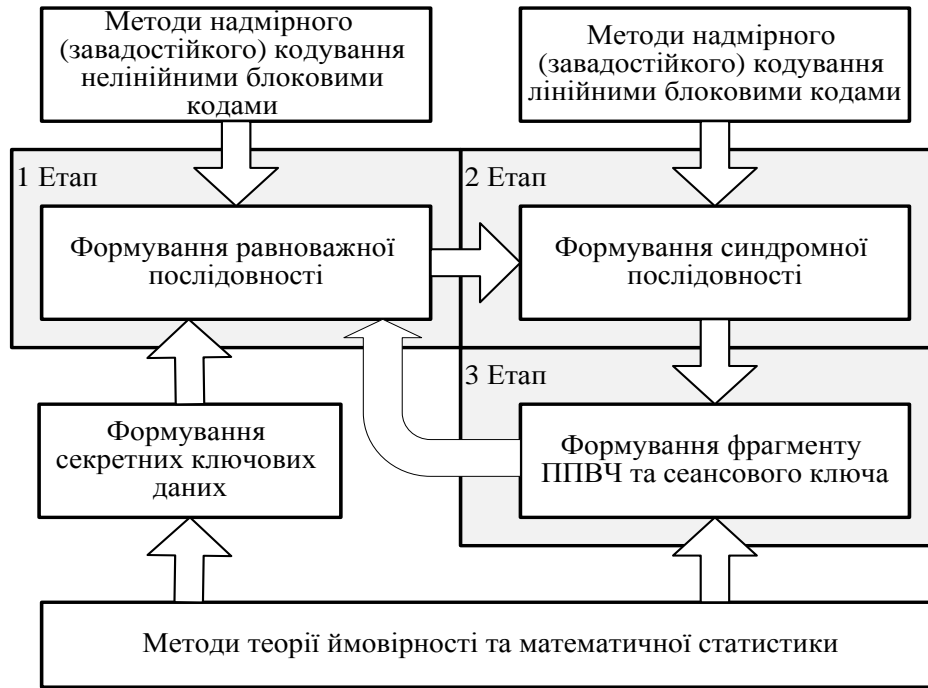 Методи надмірного
(завадостійкого) кодування
нелінійними блоковими
кодами
Методи надмірного
(завадостійкого) кодування
лінійними блоковими кодами
1 Етап
2 Етап
Формування равноважної
послідовності
Формування синдромної
послідовності
3 Етап
Формування
секретних ключових
даних
Формування фрагменту
ППВЧ та сеансового ключа
Методи теорії ймовірності та математичної статистики